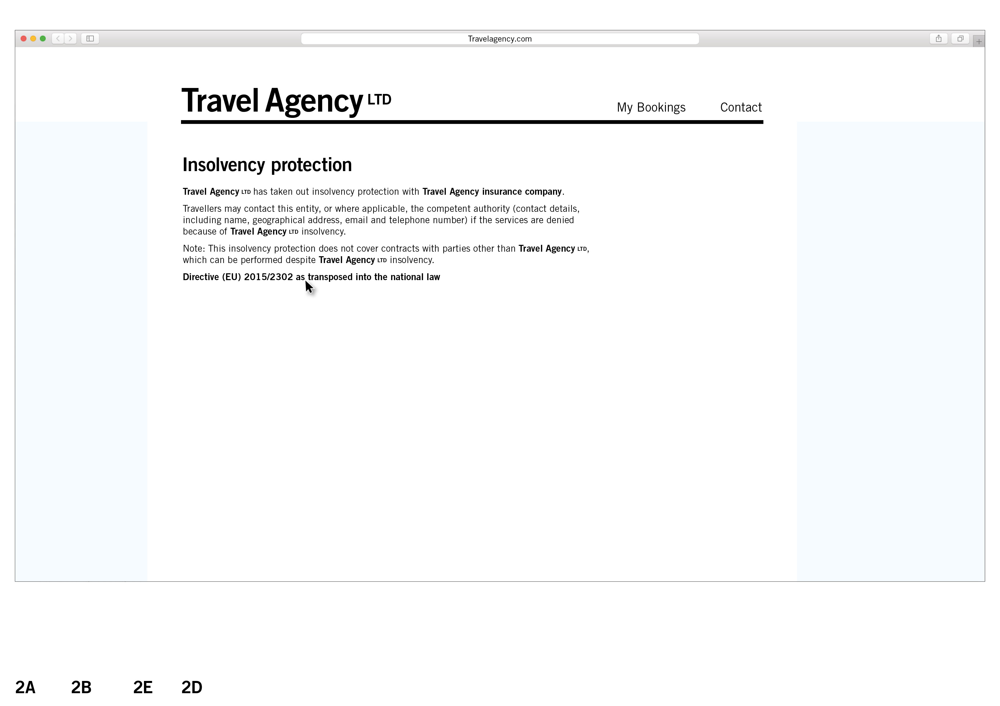 Travelagency.com
Travel Agency LTD
My Bookings Contact
Insolvency protection
Travel Agency LTD has taken out insolvency protection with Travel Agency insurance company.
Travellers may contact this entity, or where applicable, the competent authority (contact details,
including name, geographical address, email and telephone number) if the services are denied
because of Travel Agency LTD insolvency.
Note: This insolvency protection does not cover contracts with parties other than Travel Agency LTD,
which can be performed despite Travel Agency LTD insolvency.
Directive (EU) 2015/2302 as transposed into the national law
2A 2B 2E 2D